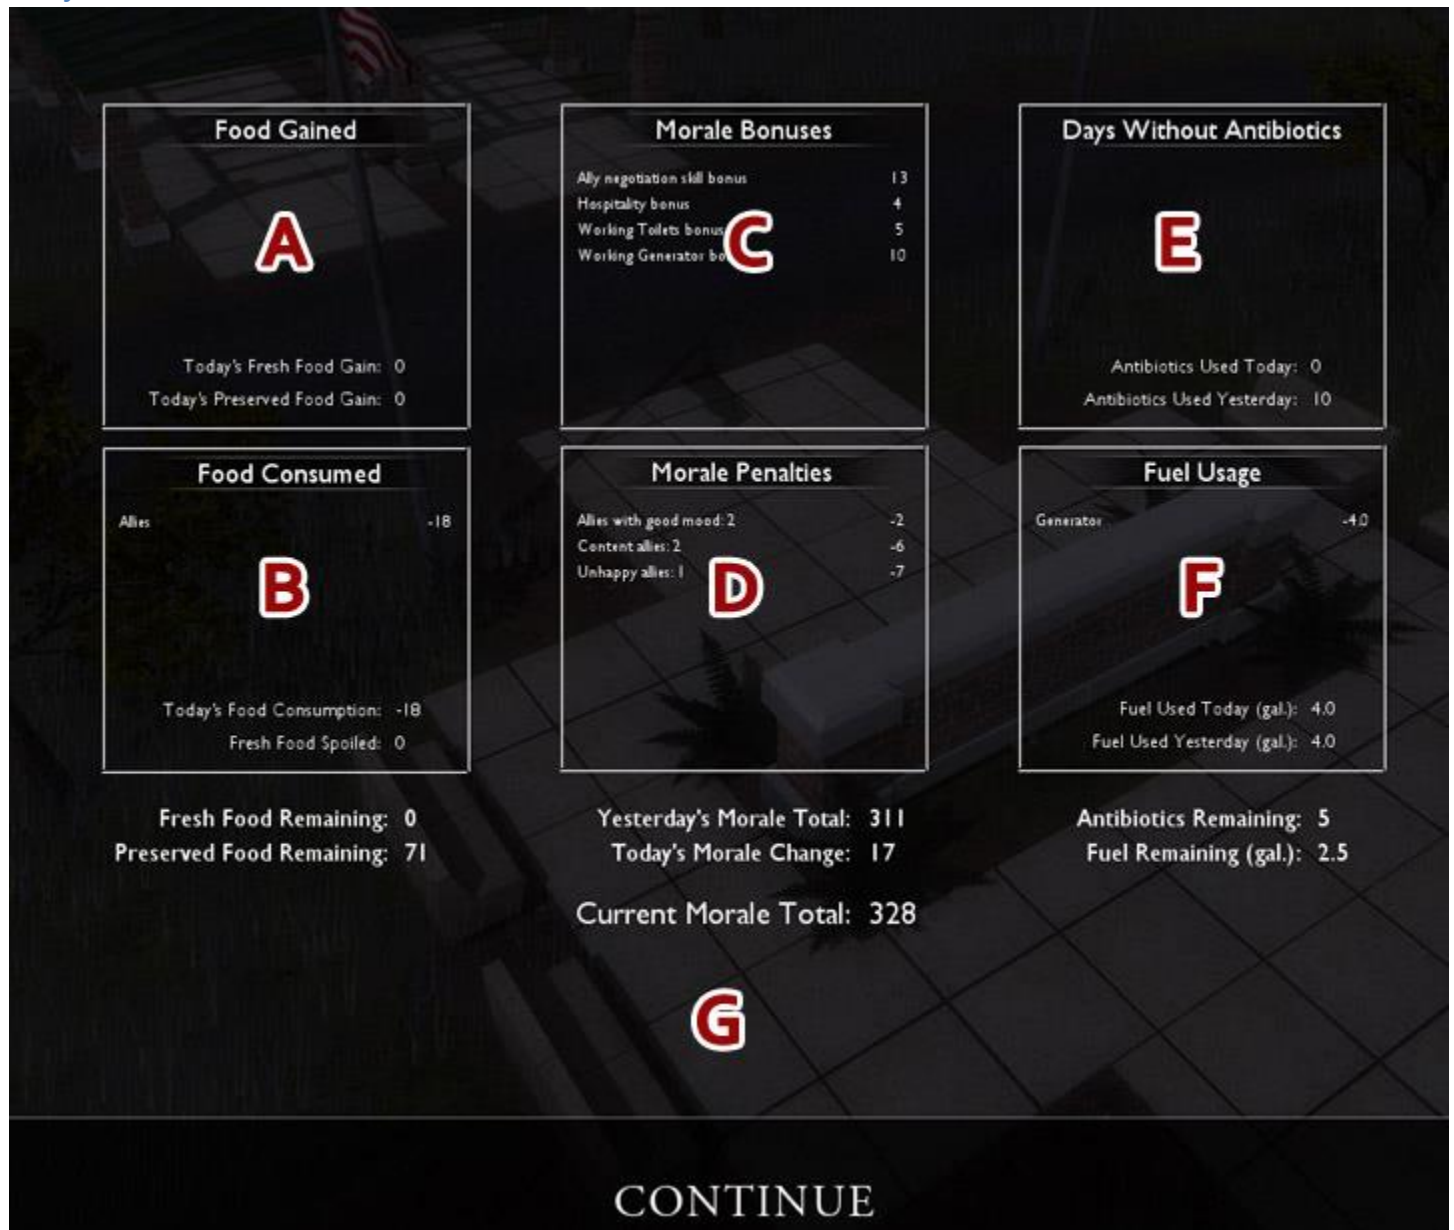 Food Gained
A
Today's Fresh Food Gain: 0
Today's Preserved Food Gain: 0
Food Consumed
Allies -18
B
Today's Food Consumption: -18
Fresh Food Spoiled: 0
Fresh Food Remaining: 0
Preserved Food Remaining: 71
Morale Bonuses
Ally negotiation skill bonus 13
Hospitality bonus 4
Working Toilets bonus 5
Working Generator bo 10
C
Morale Penalties
Allies with good mood: 2 -2
Content allies: 2 -6
Unhappy allies: 1 -7
D
Yesterday's Morale Total: 311
Today's Morale Change: 17
Current Morale Total: 328
G
Days Without Antibiotics
E
Antibiotics Used Today: 0
Antibiotics Used Yesterday: 10
Fuel Usage
Generator -4.0
F
Fuel Used Today (gal.): 4.0
Fuel Used Yesterday (gal.): 4.0
Antibiotics Remaining: 5
Fuel Remaining (gal.): 2.5
CONTINUE